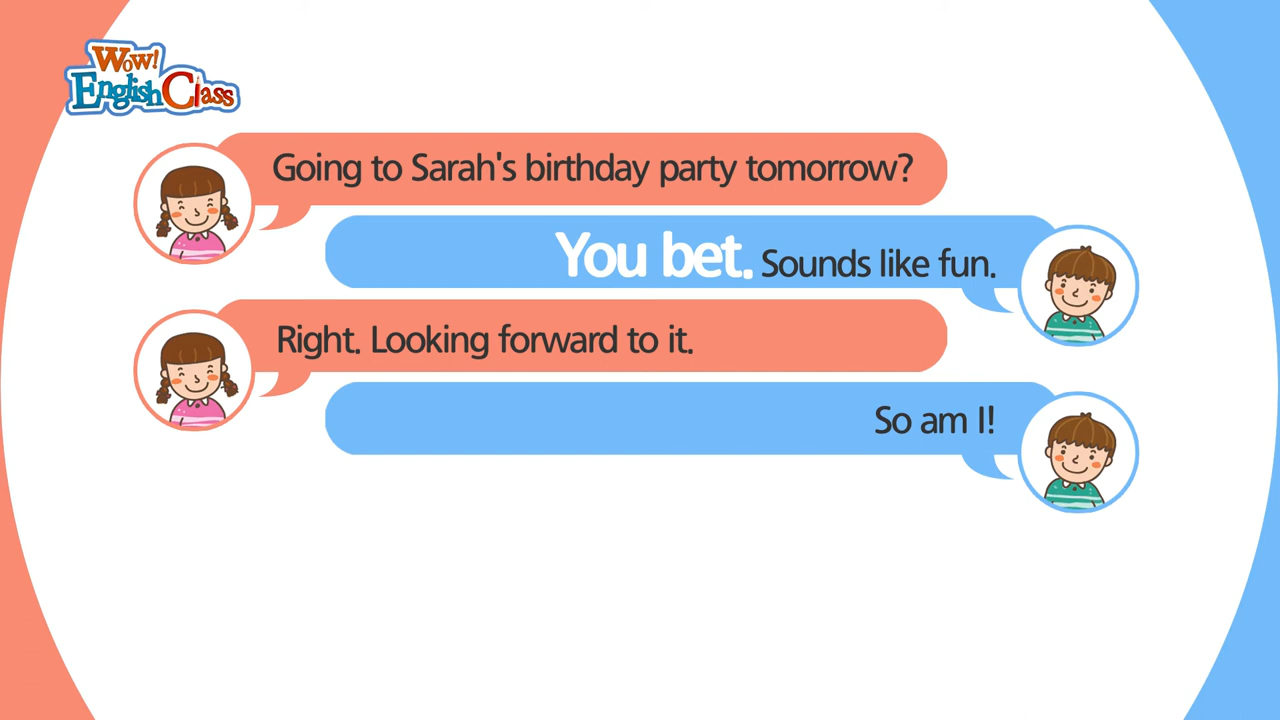 Wow!
English Class
Going to Sarah's birthday party tomorrow?
You bet. Sounds like fun.
Right. Looking forward to it.
So am I!